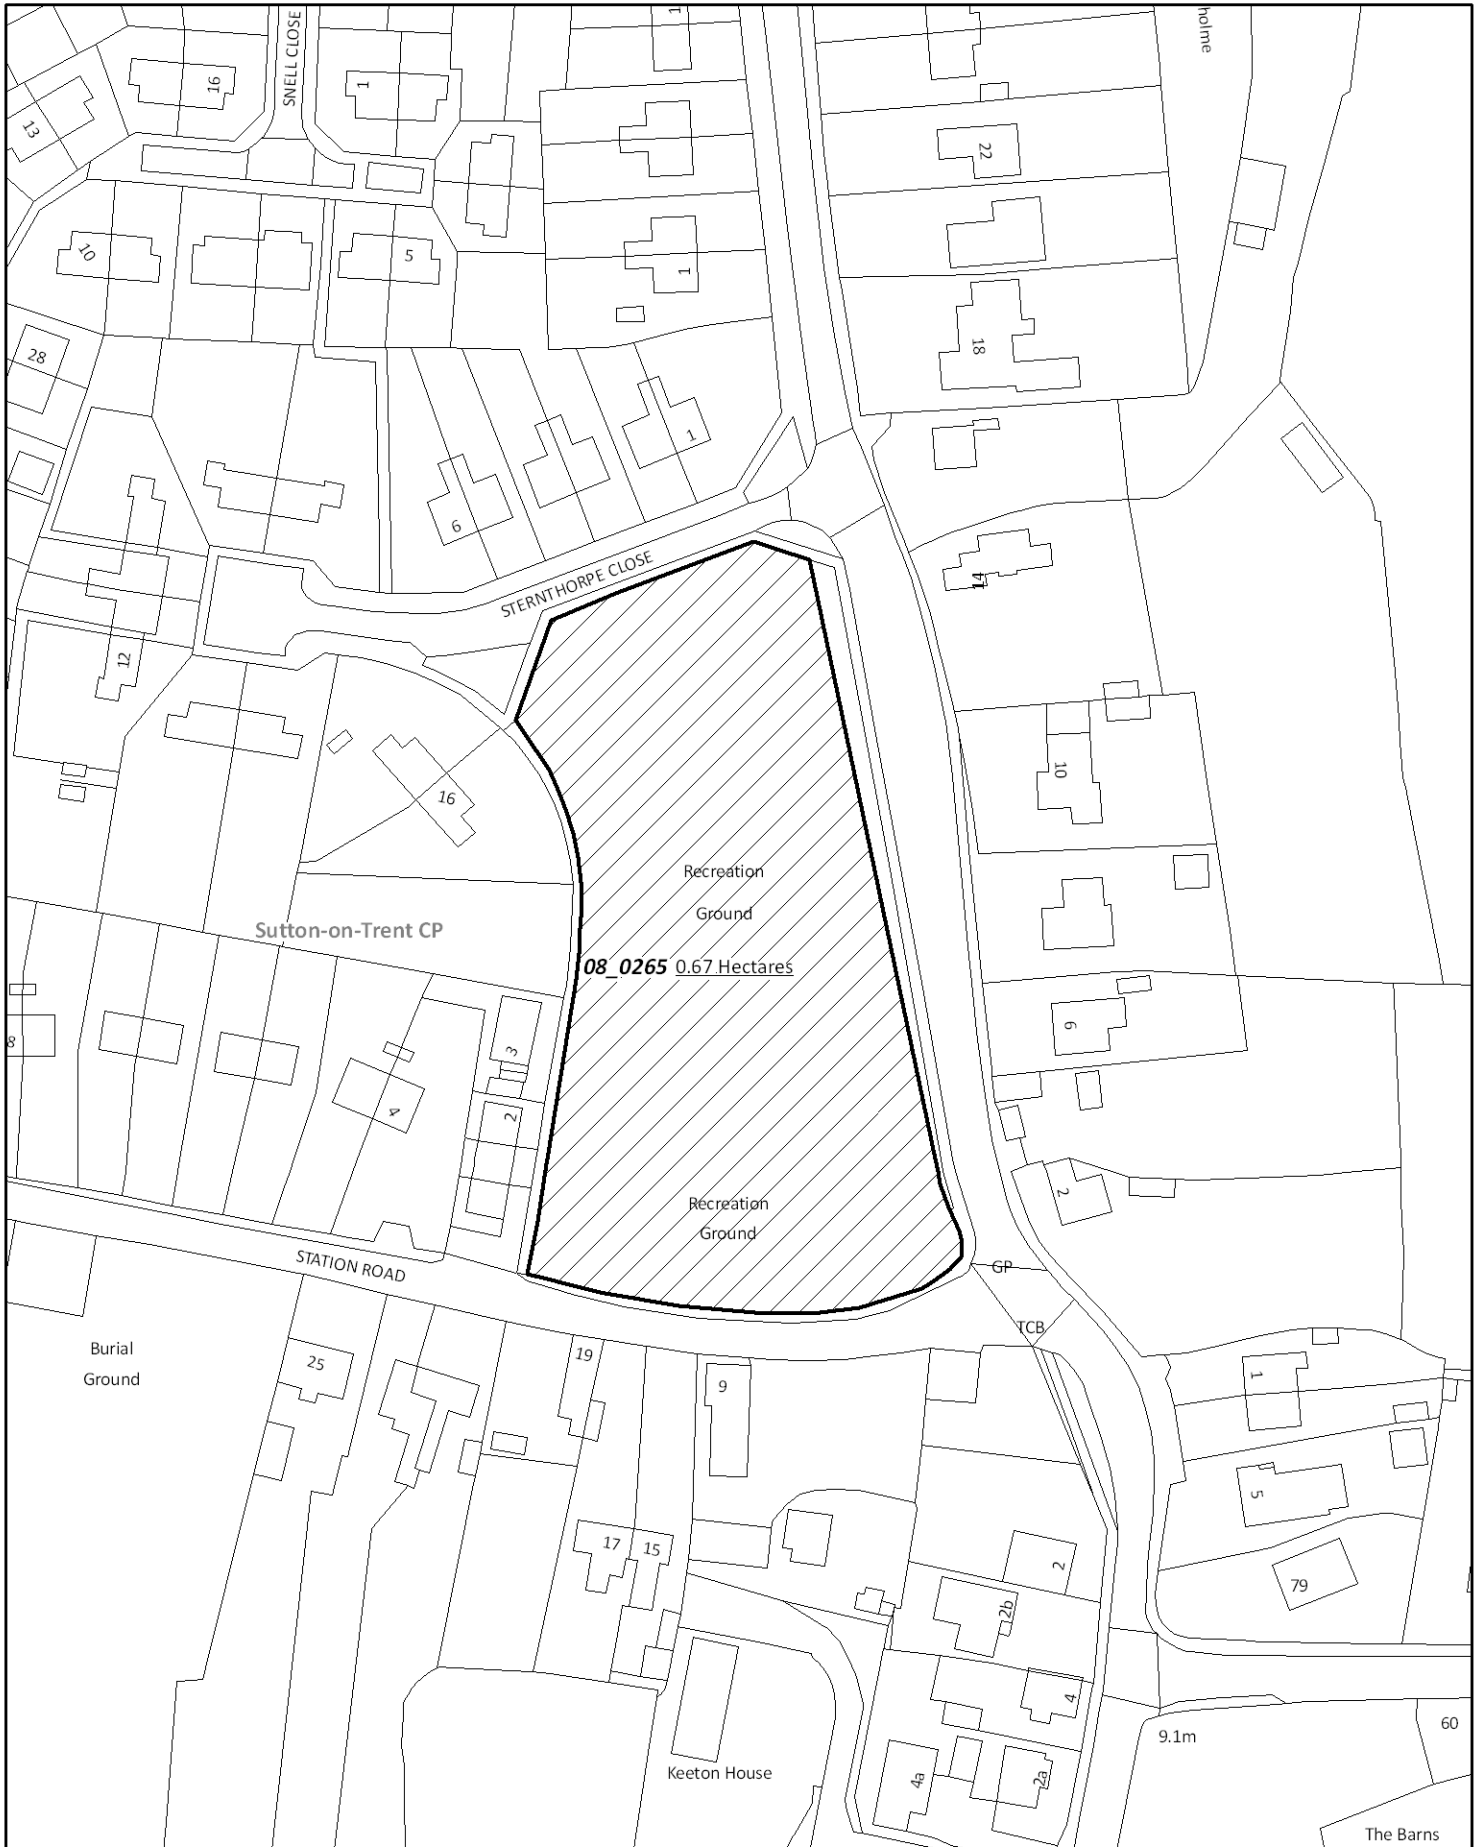 1
holme
SNELL CLOSE
16
1
13
22
10
5
1
28
18
1
6
STERNTHORPE CLOSE
14
12
10
16
Recreation
Ground
Sutton-on-Trent CP
08_0265 0.67 Hectares
8
3
6
4
2
2
Recreation
Ground
STATION ROAD
GP
TCB
Burial
Ground
25
19
9
1
5
17
15
2
79
2b
4
9.1m
60
Keeton House
4a
2a
The Barns